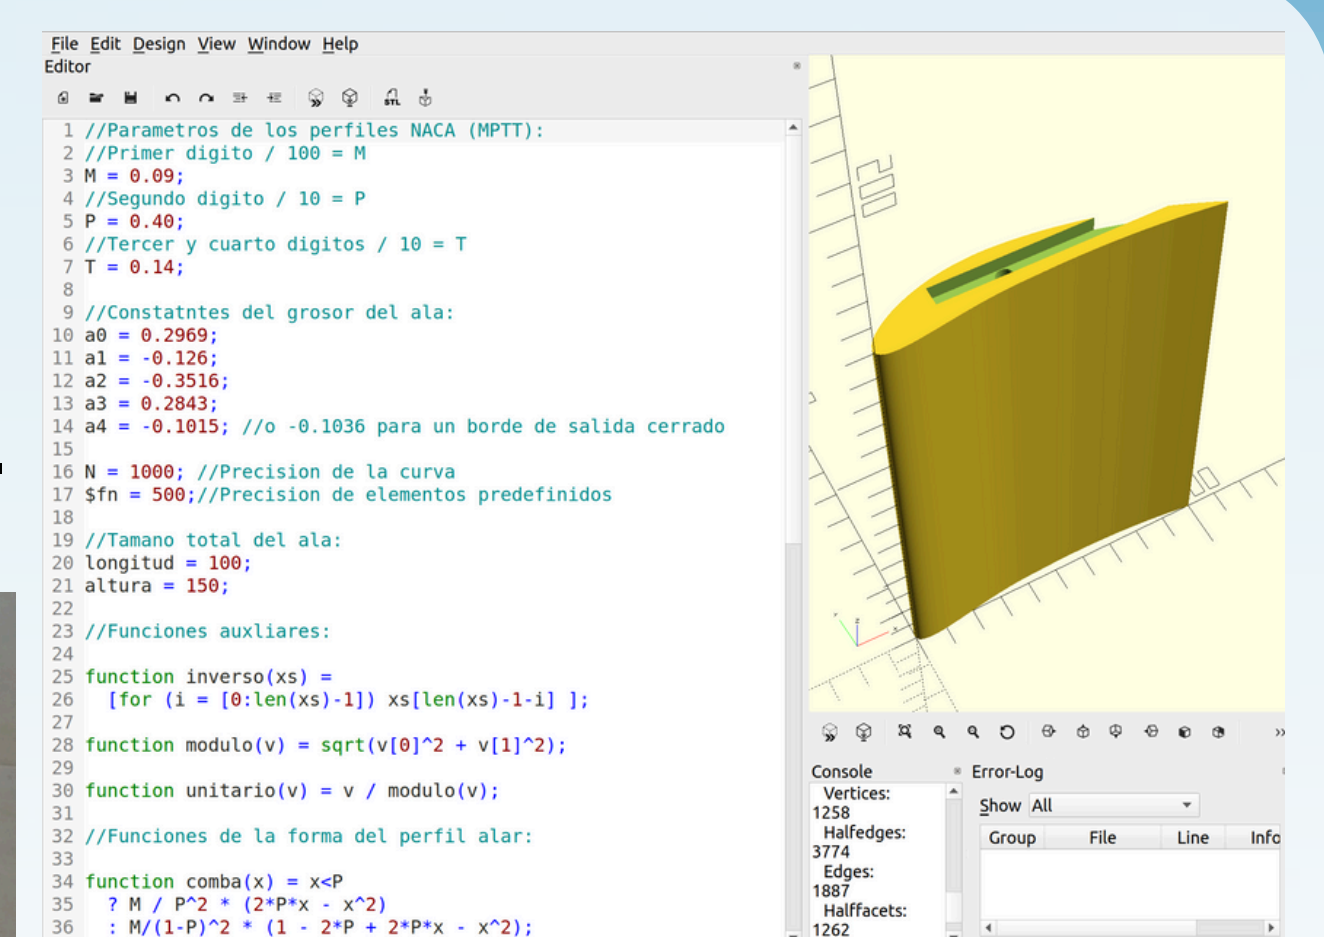 File Edit Design View Window Help
Editor
STL
1 //Parametros de los perfiles NACA (MPTT):
2 //Primer digito / 100 = M
3 M = 0.09;
4 //Segundo digito / 10 = P
5 P = 0.40;
6 //Tercer y cuarto digitos / 10 = T
7 T = 0.14;
8
9 //Constatntes del grosor del ala:
10 a0 = 0.2969;
11 a1 = -0.126;
12 a2 = -0.3516;
13 a3 = 0.2843;
14 a4 = -0.1015; //o -0.1036 para un borde de salida cerrado
15
16 N = 1000; //Precision de la curva
17 $fn = 500;//Precision de elementos predefinidos
18
19 //Tamano total del ala:
20 longitud = 100;
21 altura = 150;
22
23 //Funciones auxliares:
24
25 function inverso(xs) =
26 [for (i = [0:len(xs)-1]) xs[len(xs)-1-i] ];
27
28 function modulo(v) = sqrt(v[0]^2 + v[1]^2);
29
30 function unitario(v) = v / modulo(v);
31
32 //Funciones de la forma del perfil alar:
33
34 function comba(x) = x<P
35 ? M / P^2 * (2*P*x - x^2)
36 : M/(1-P)^2 * (1 - 2*P + 2*P*x - x^2);
200
z
x
Console
Vertices:
1258
Halfedges:
3774
Edges:
1887
Halffacets:
1262
Error-Log
Show All
Group File Line Info